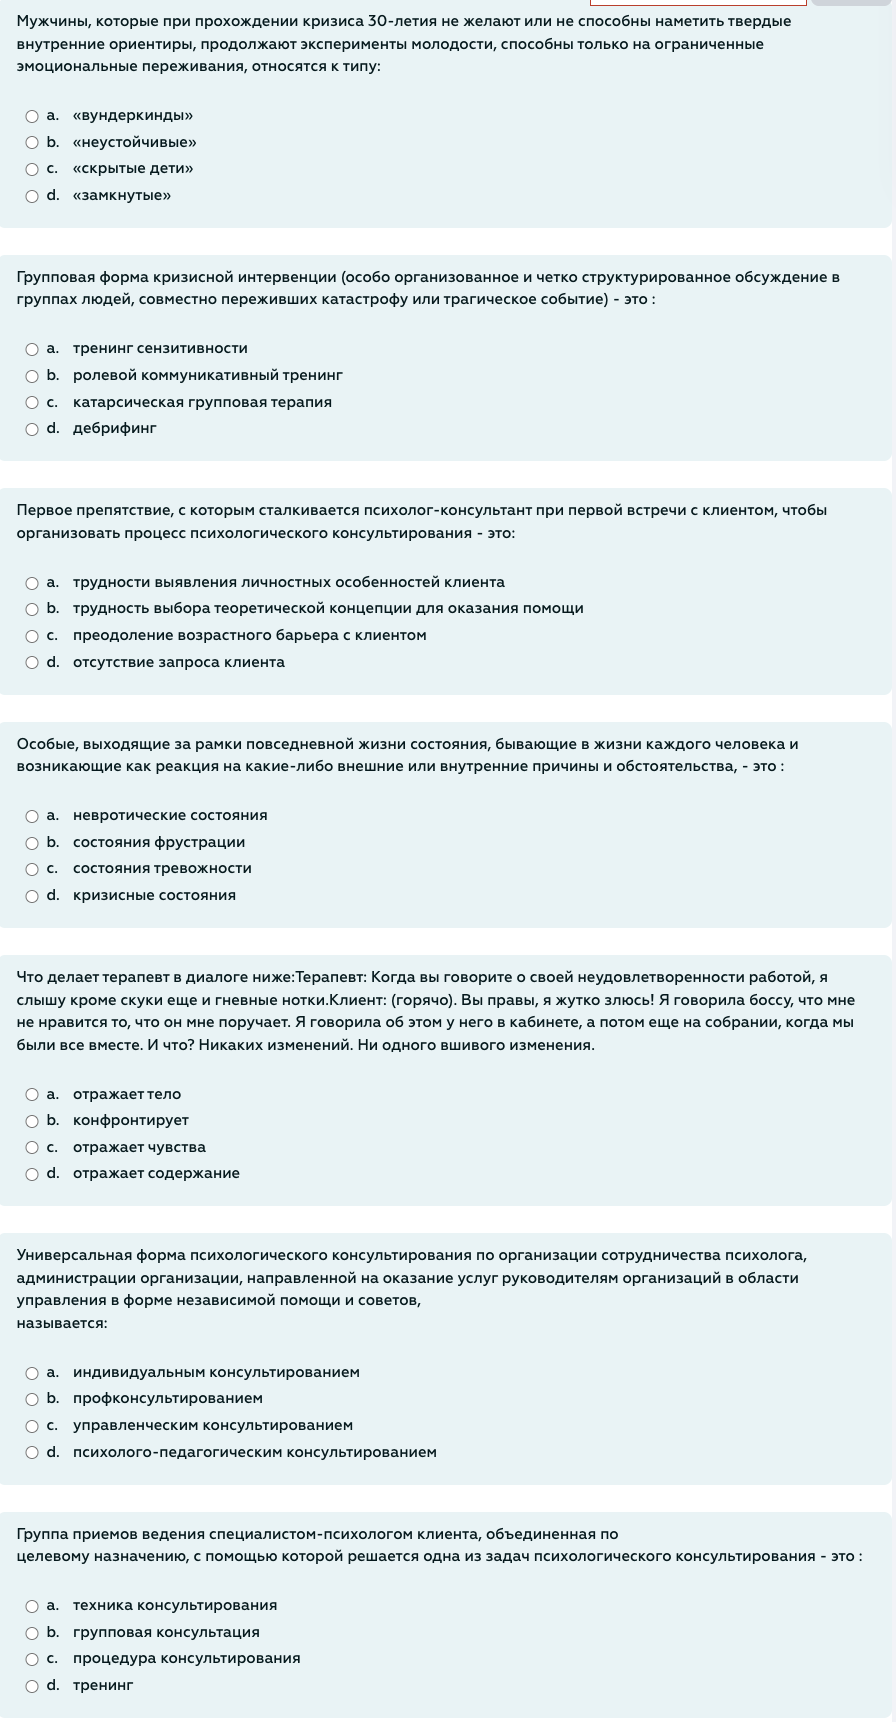 Мужчины, которые при прохождении кризиса 30-летия не желают или не способны наметить твердые
внутренние ориентиры, продолжают эксперименты молодости, способны только на ограниченные
эмоциональные переживания, относятся к типу:
a. «вундеркинды»
b. «неустойчивые»
c. «скрытые дети»
d. «замкнутые»
Групповая форма кризисной интервенции (особо организованное и четко структурированное обсуждение в
группах людей, совместно переживших катастрофу или трагическое событие) - это :
a. тренинг сензитивности
b. ролевой коммуникативный тренинг
c. катарсическая групповая терапия
d. дебрифинг
Первое препятствие, с которым сталкивается психолог-консультант при первой встречи с клиентом, чтобы
организовать процесс психологического консультирования - это:
a. трудности выявления личностных особенностей клиента
b. трудность выбора теоретической концепции для оказания помощи
c. преодоление возрастного барьера с клиентом
d. отсутствие запроса клиента
Особые, выходящие за рамки повседневной жизни состояния, бывающие в жизни каждого человека и
возникающие как реакция на какие-либо внешние или внутренние причины и обстоятельства, - это :
a. невротические состояния
b. состояния фрустрации
c. состояния тревожности
d. кризисные состояния
Что делает терапевт в диалоге ниже:Терапевт: Когда вы говорите о своей неудовлетворенности работой, я
слышу кроме скуки еще и гневные нотки.Клиент: (горячо). Вы правы, я жутко злюсь! Я говорила боссу, что мне
не нравится то, что он мне поручает. Я говорила об этом у него в кабинете, а потом еще на собрании, когда мы
были все вместе. И что? Никаких изменений. Ни одного вшивого изменения.
a. отражает тело
b. конфронтирует
c. отражает чувства
d. отражает содержание
Универсальная форма психологического консультирования по организации сотрудничества психолога,
администрации организации, направленной на оказание услуг руководителям организаций в области
управления в форме независимой помощи и советов,
называется:
a. индивидуальным консультированием
b. профконсультированием
c. управленческим консультированием
d. психолого-педагогическим консультированием
Группа приемов ведения специалистом-психологом клиента, объединенная по
целевому назначению, с помощью которой решается одна из задач психологического консультирования - это :
a. техника консультирования
b. групповая консультация
c. процедура консультирования
d. тренинг